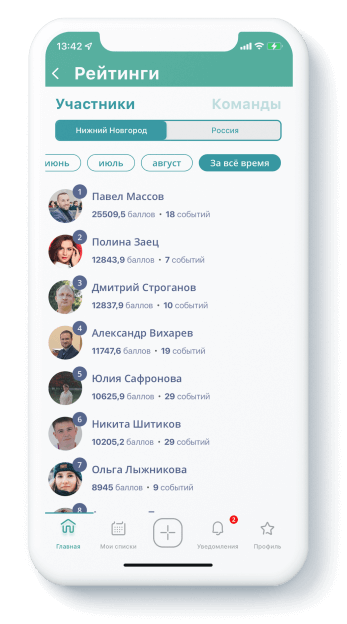 13:42
Рейтинги
Участники Команды
Нижний Новгород Россия
июнь июль август За всё время
1
Павел Массов
25509,5 баллов • 18 событий
2
Полина Заец
12843,9 баллов • 7 событий
3
Дмитрий Строганов
12837,9 баллов • 10 событий
4
Александр Вихарев
11747,6 баллов • 19 событий
5
Юлия Сафронова
10625,9 баллов • 29 событий
6
Никита Шитиков
10205,2 баллов • 29 событий
7
Ольга Лыжникова
8945 баллов • 9 событий
8
2
Главная Мои списки Уведомления Профиль